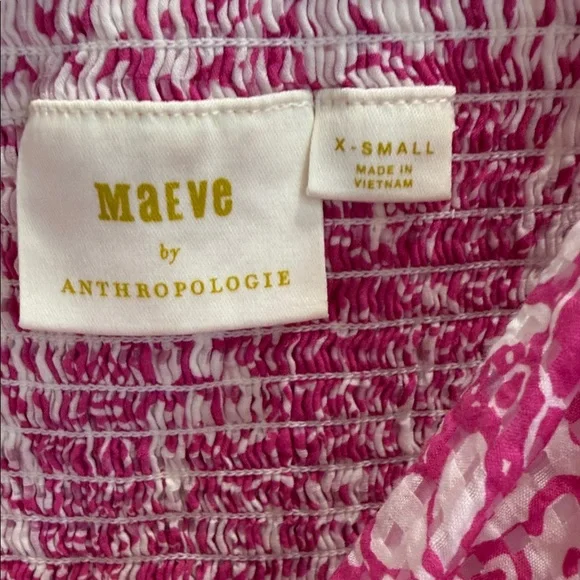 MaEVe
by
ANTHROPOLOGIE
X-SMALL
MADE IN
VIETNAM